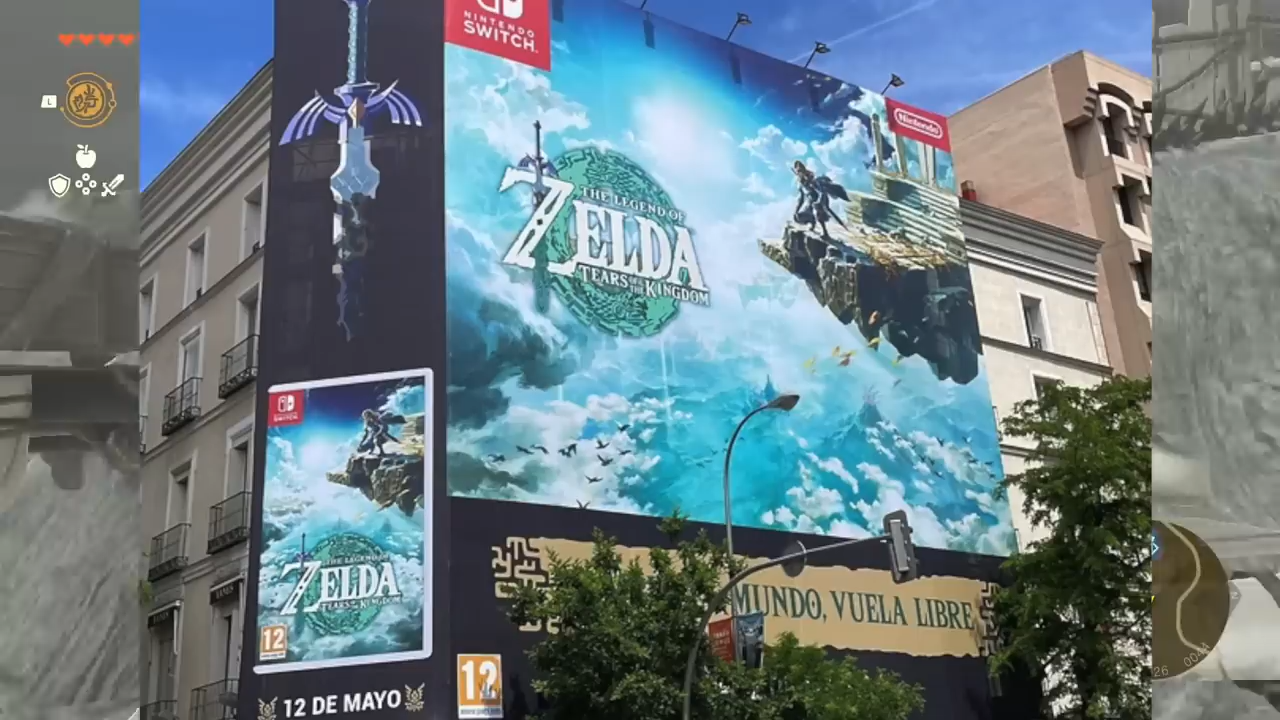 NINTENDO
SWITCH
Nintendo
THE LEGEND OF
ZELDA
TEARS OF THE KINGDOM
THE LEGEND OF
ZELDA
TEARS OF THE KINGDOM
12
12
12 DE MAYO
MUNDO, VUELA LIBRE
L